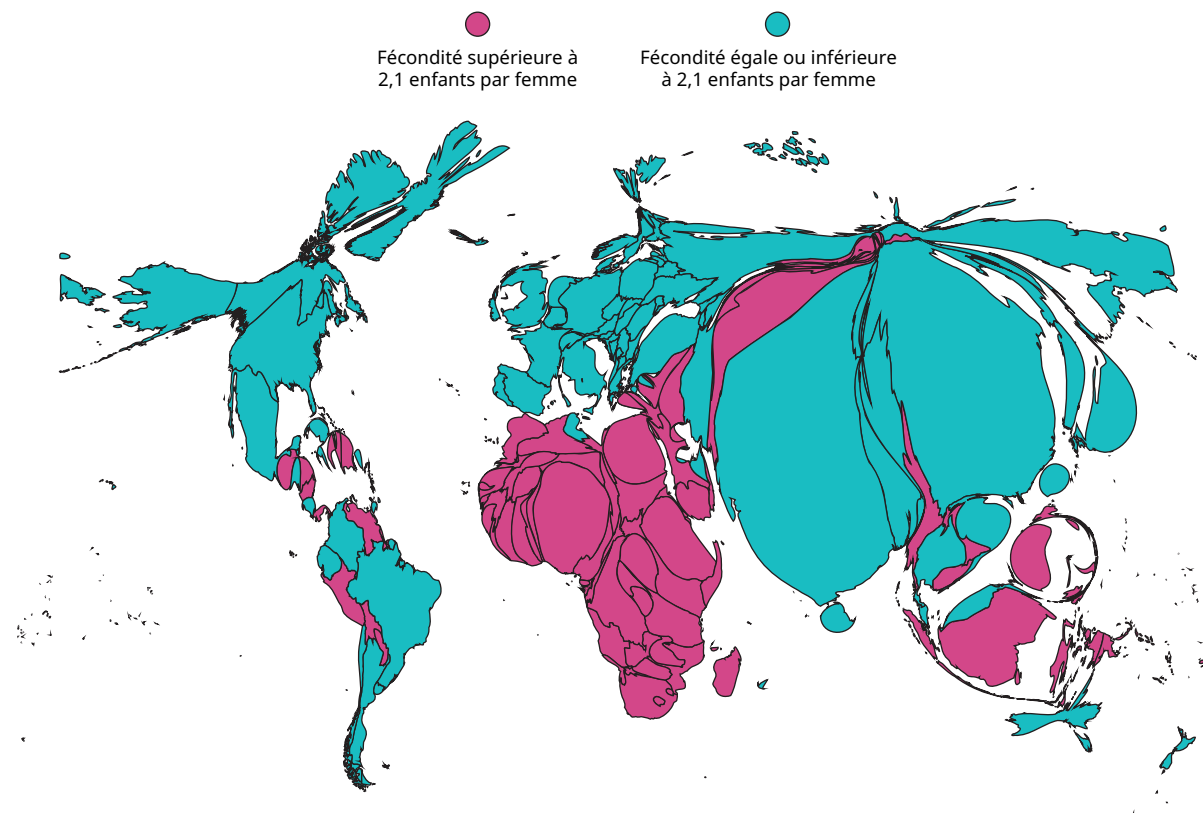 Fécondité supérieure à
2,1 enfants par femme
Fécondité égale ou inférieure
à 2,1 enfants par femme